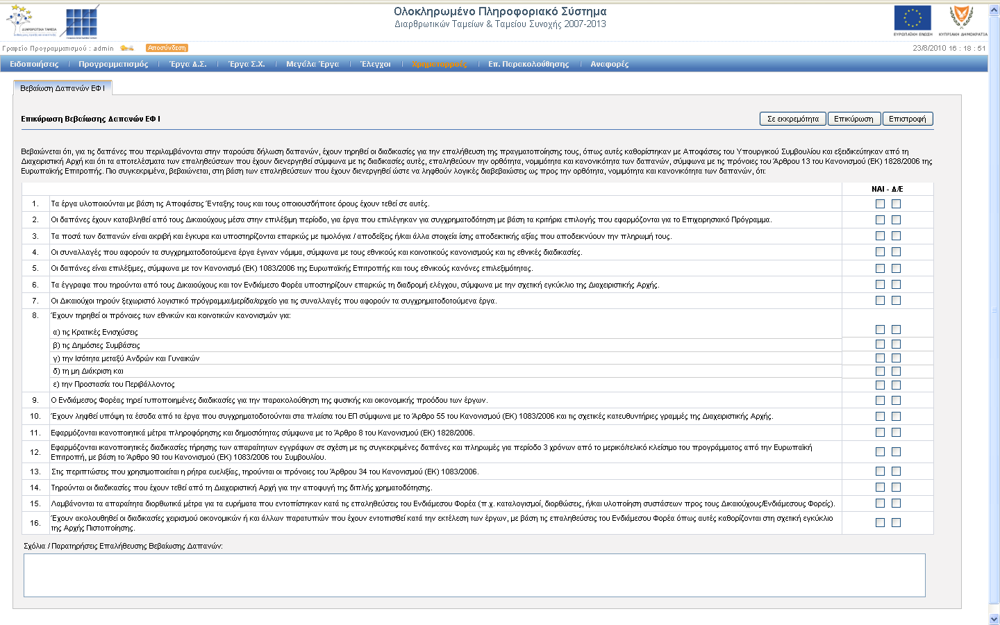 Ολοκληρωμένο Πληροφοριακό Σύστημα
Διαρθρωτικών Ταμείων & Ταμείου Συνοχής 2007-2013
ΔΙΑΡΘΡΩΤΙΚΑ ΤΑΜΕΙΑ
ΕΥΡΩΠΑΪΚΗ ΕΝΩΣΗ
ΚΥΠΡΙΑΚΗ ΔΗΜΟΚΡΑΤΙΑ
Γραφείο Προγραμματισμού : admin
Αποσύνδεση
23/8/2010 16 : 18 : 51
Ειδοποιήσεις
Προγραμματισμός
Έργα Δ.Σ.
Έργα Σ.Χ.
Μεγάλα Έργα
Έλεγχοι
Χρηματορροές
Επ. Παρακολούθησης
Αναφορές
Βεβαίωση Δαπανών ΕΦ Ι
Επικύρωση Βεβαίωσης Δαπανών ΕΦ Ι
Σε εκκρεμότητα
Επικύρωση
Επιστροφή
Βεβαιώνεται ότι, για τις δαπάνες που περιλαμβάνονται στην παρούσα δήλωση δαπανών, έχουν τηρηθεί οι διαδικασίες για την επαλήθευση της πραγματοποίησης τους, όπως αυτές καθορίστηκαν με Αποφάσεις του Υπουργικού Συμβουλίου και εξειδικεύτηκαν από τη
Διαχειριστική Αρχή και ότι τα αποτελέσματα των επαληθεύσεων που έχουν διενεργηθεί σύμφωνα με τις διαδικασίες αυτές, επαληθεύουν την ορθότητα, νομιμότητα και κανονικότητα των δαπανών, σύμφωνα με τις πρόνοιες του Άρθρου 13 του Κανονισμού (ΕΚ) 1828/2006 της
Ευρωπαϊκής Επιτροπής. Πιο συγκεκριμένα, βεβαιώνεται, στη βάση των επαληθεύσεων που έχουν διενεργηθεί ώστε να ληφθούν λογικές διαβεβαιώσεις ως προς την ορθότητα, νομιμότητα και κανονικότητα των δαπανών, ότι:
ΝΑΙ - Δ/Ε
1. Τα έργα υλοποιούνται με βάση τις Αποφάσεις Ένταξης τους και τους οποιουσδήποτε όρους έχουν τεθεί σε αυτές.
2. Οι δαπάνες έχουν καταβληθεί από τους Δικαιούχους μέσα στην επιλέξιμη περίοδο, για έργα που επιλέγηκαν για συγχρηματοδότηση με βάση τα κριτήρια επιλογής που εφαρμόζονται για το Επιχειρησιακό Πρόγραμμα.
3. Τα ποσά των δαπανών είναι ακριβή και έγκυρα και υποστηρίζονται επαρκώς με τιμολόγια / αποδείξεις ή/και άλλα στοιχεία ίσης αποδεικτικής αξίας που αποδεικνύουν την πληρωμή τους.
4. Οι συναλλαγές που αφορούν τα συγχρηματοδοτούμενα έργα έγιναν νόμιμα, σύμφωνα με τους εθνικούς και κοινοτικούς κανονισμούς και τις εθνικές διαδικασίες.
5. Οι δαπάνες είναι επιλέξιμες, σύμφωνα με τον Κανονισμό (ΕΚ) 1083/2006 της Ευρωπαϊκής Επιτροπής και τους εθνικούς κανόνες επιλεξιμότητας.
6. Τα έγγραφα που τηρούνται από τους Δικαιούχους και τον Ενδιάμεσο Φορέα υποστηρίζουν επαρκώς τη διαδρομή ελέγχου, σύμφωνα με την σχετική εγκύκλιο της Διαχειριστικής Αρχής.
7. Οι Δικαιούχοι τηρούν ξεχωριστό λογιστικό πρόγραμμα/μερίδα/αρχείο για τις συναλλαγές που αφορούν τα συγχρηματοδοτούμενα έργα.
8. Έχουν τηρηθεί οι πρόνοιες των εθνικών και κοινοτικών κανονισμών για:
α) τις Κρατικές Ενισχύσεις
β) τις Δημόσιες Συμβάσεις
γ) την Ισότητα μεταξύ Ανδρών και Γυναικών
δ) τη μη Διάκριση και
ε) την Προστασία του Περιβάλλοντος
9. Ο Ενδιάμεσος Φορέας τηρεί τυποποιημένες διαδικασίες για την παρακολούθηση της φυσικής και οικονομικής προόδου των έργων.
10. Έχουν ληφθεί υπόψη τα έσοδα από τα έργα που συγχρηματοδοτούνται στα πλαίσια του ΕΠ σύμφωνα με το Άρθρο 55 του Κανονισμού (ΕΚ) 1083/2006 και τις σχετικές κατευθυντήριες γραμμές της Διαχειριστικής Αρχής.
11. Εφαρμόζονται ικανοποιητικά μέτρα πληροφόρησης και δημοσιότητας σύμφωνα με το Άρθρο 8 του Κανονισμού (ΕΚ) 1828/2006.
12. Εφαρμόζονται ικανοποιητικές διαδικασίες τήρησης των απαραίτητων εγγράφων σε σχέση με τις συγκεκριμένες δαπάνες και πληρωμές για περίοδο 3 χρόνων από το μερικό/τελικό κλείσιμο του προγράμματος από την Ευρωπαϊκή
Επιτροπή, με βάση το Άρθρο 90 του Κανονισμού (ΕΚ) 1083/2006 του Συμβουλίου.
13. Στις περιπτώσεις που χρησιμοποιείται η ρήτρα ευελιξίας, τηρούνται οι πρόνοιες του Άρθρου 34 του Κανονισμού (ΕΚ) 1083/2006.
14. Τηρούνται οι διαδικασίες που έχουν τεθεί από τη Διαχειριστική Αρχή για την αποφυγή της διπλής χρηματοδότησης.
15. Λαμβάνονται τα απαραίτητα διορθωτικά μέτρα για τα ευρήματα που εντοπίστηκαν κατά τις επαληθεύσεις του Ενδιάμεσου Φορέα (π.χ. καταλογισμοί, διορθώσεις, ή/και υλοποίηση συστάσεων προς τους Δικαιούχους/Ενδιάμεσους Φορείς).
16. Έχουν ακολουθηθεί οι διαδικασίες χειρισμού οικονομικών ή και άλλων παρατυπιών που έχουν εντοπισθεί κατά την εκτέλεση των έργων, με βάση τις επαληθεύσεις του Ενδιάμεσου Φορέα όπως αυτές καθορίζονται στη σχετική εγκύκλιο
της Αρχής Πιστοποίησης.
Σχόλια / Παρατηρήσεις Επαλήθευσης Βεβαίωσης Δαπανών: